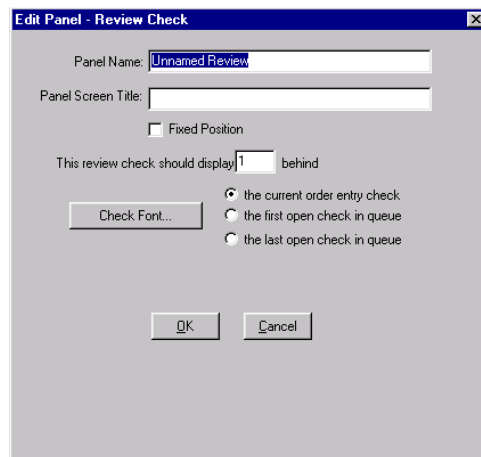 Edit Panel - Review Check
Panel Name: Unnamed Review
Panel Screen Title:
Fixed Position
This review check should display 1 behind
the current order entry check
Check Font...
the first open check in queue
the last open check in queue
OK Cancel